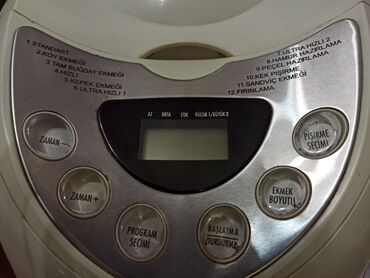 1.STANDART
2.KÖY EKMEĞİ
3.TAM BUĞDAY EKMEĞİ
4.HIZLI
5.KEPEK EKMEĞİ
6.ULTRA HIZLI 1
7.ULTRA HIZLI 2
8.HAMUR HAZIRLAMA
9.REÇEL HAZIRLAMA
10.KEK PİŞİRME
11.SANDVİÇ EKMEĞİ
12.FIRINLAMA
AZ ORTA ÇOK KÜÇÜK 1/BÜYÜK 2
ZAMAN -
ZAMAN +
PROGRAM
SEÇİMİ
BAŞLATMA
/DURDURMA
EKMEK
BOYUTU
PİŞİRME
SEÇİMİ